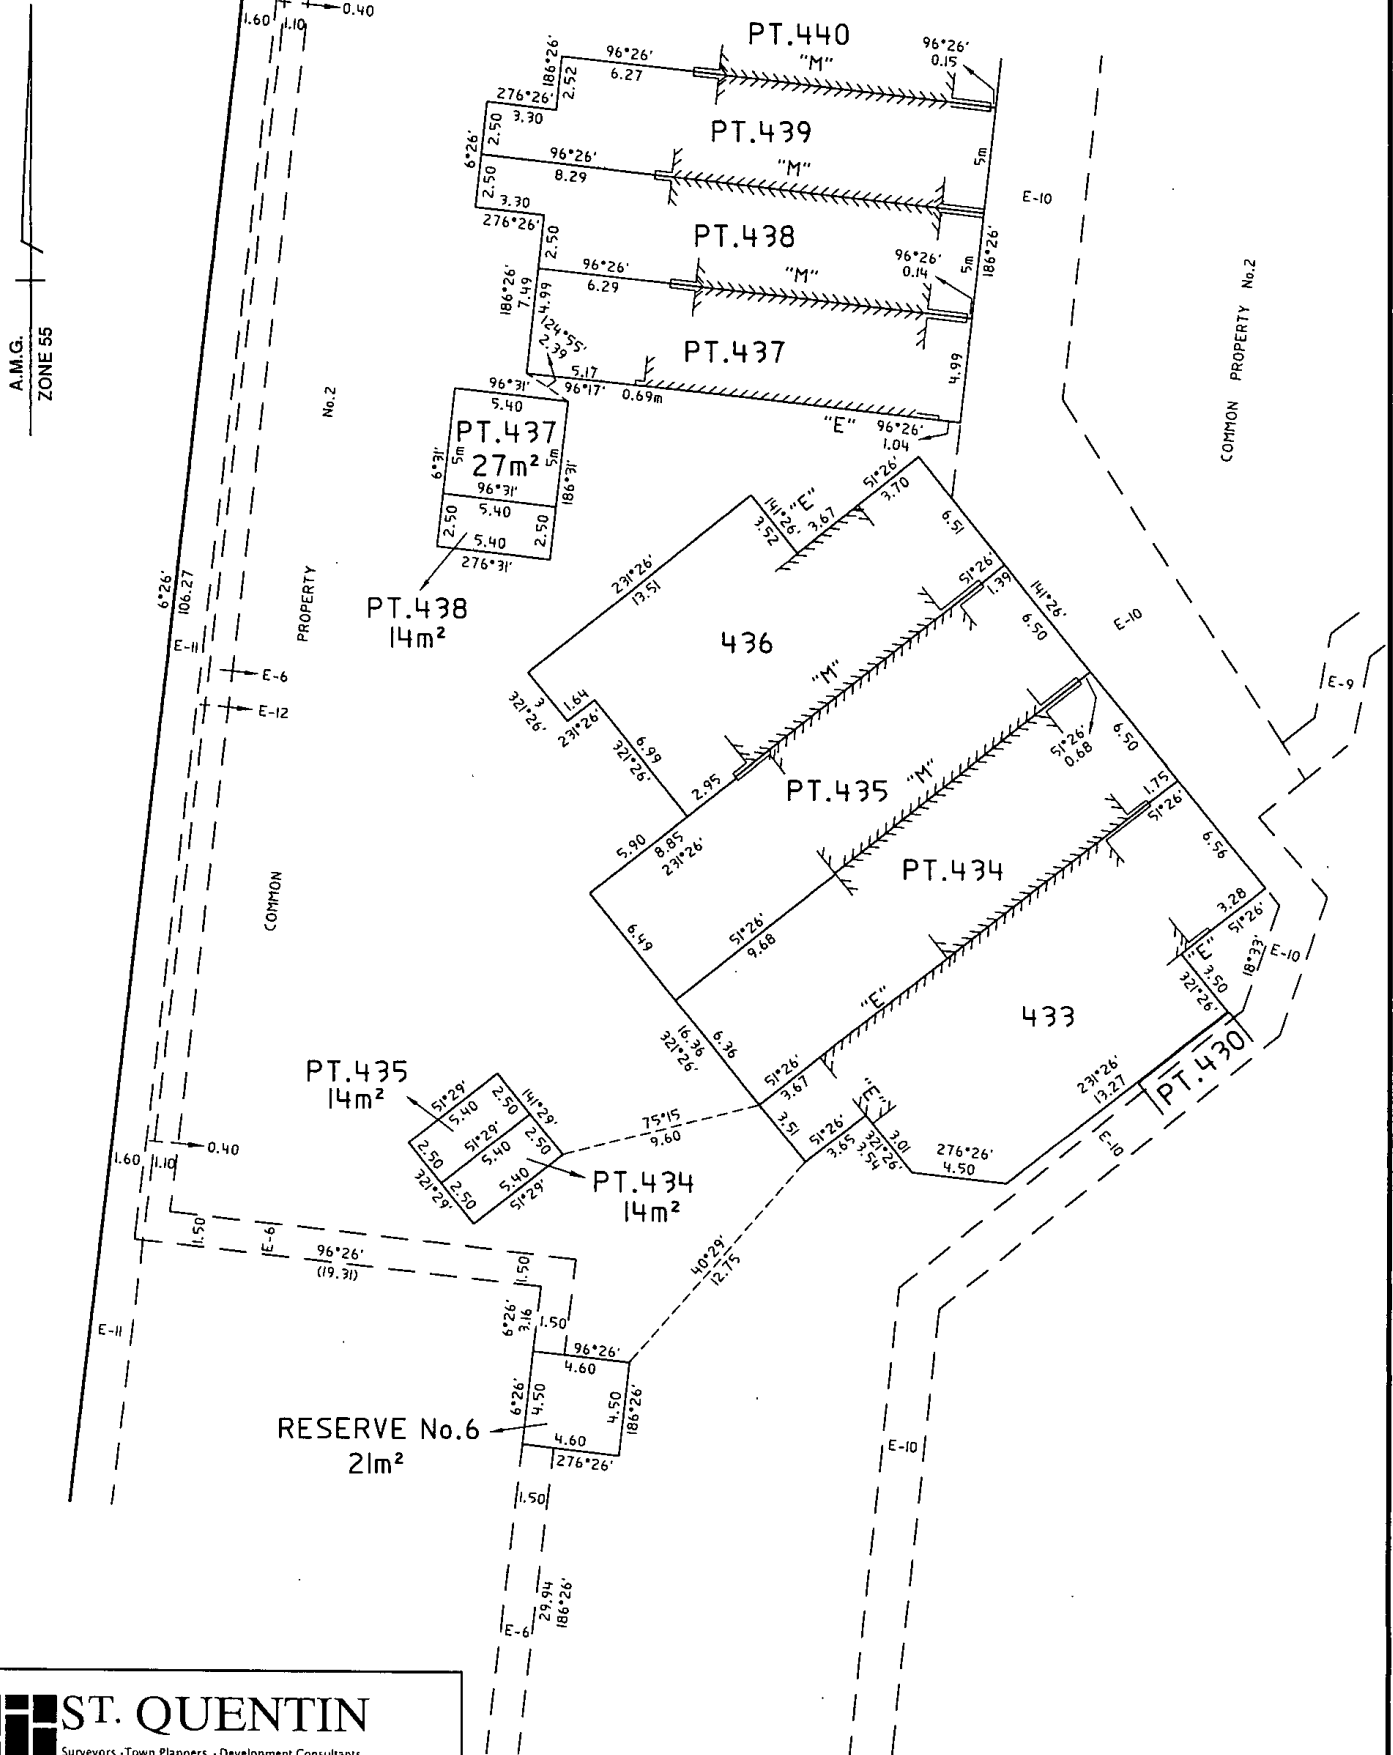 1.60
1.10
0.40
PT.440
"M"
96°26'
0.15
96°26'
6.27
186°26'
2.52
276°26'
3.30
2.50
6°26'
PT.439
5m
96°26'
8.29
"M"
E-10
2.50
3.30
276°26'
PT.438
2.50
96°26'
0.14
5m
186°26'
96°26'
6.29
"M"
186°26'
7.49
4.99
124°55'
2.39
PT.437
4.99
5.17
96°17'
0.69m
"E"
96°26'
1.04
A.M.G.
ZONE 55
No.2
COMMON PROPERTY No.2
96°31'
5.40
PT.437
27m²
6°31'
5m
5m
186°31'
96°31'
5.40
2.50
2.50
5.40
276°31'
PT.438
14m²
51°26'
3.70
141°26'
3.52
"E"
3.67
6.51
231°26'
13.51
436
51°26'
1.39
141°26'
6.50
E-10
6°26'
106.27
PROPERTY
E-11
E-6
E-12
"M"
E-9
3
321°26'
1.64
231°26'
6.99
321°26'
2.95
51°26'
0.68
6.50
PT.435
"M"
1.75
51°26'
5.90
8.85
231°26'
PT.434
6.56
COMMON
6.49
51°26'
9.68
3.28
51°26'
"E"
3.50
321°26'
18°33'
E-10
"E"
433
16.36
321°26'
6.36
PT.435
14m²
51°29'
5.40
2.50
141°29'
51°29'
5.40
2.50
2.50
321°29'
2.50
5.40
51°29'
PT.434
14m²
75°15
9.60
51°26'
3.67
3.51
"E"
51°26'
3.65
3.01
321°26'
3.54
276°26'
4.50
231°26'
13.27
PT.430
E-10
0.40
1.60
1.10
1.50
E-6
96°26'
(19.31)
1.50
40°29'
12.75
6°26'
3.16
1.50
E-11
96°26'
4.60
6°26'
4.50
4.50
186°26'
RESERVE No.6
21m²
4.60
276°26'
E-10
1.50
29.94
186°26'
E-6
ST. QUENTIN
Surveyors · Town Planners · Development Consultants